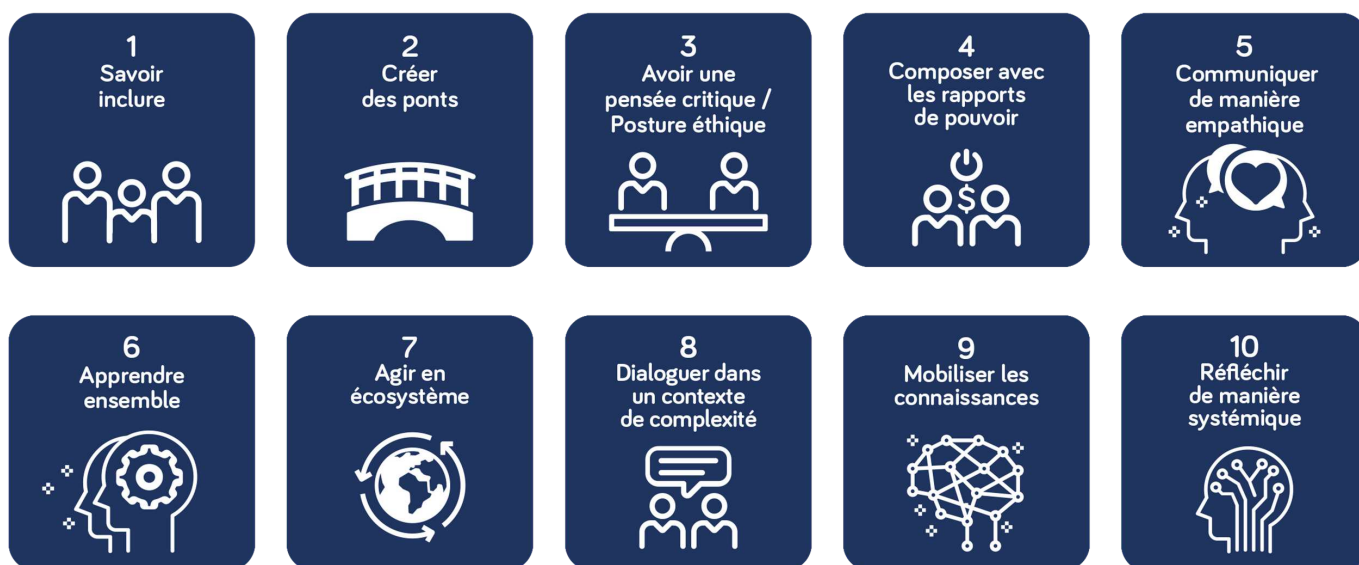 1
Savoir
inclure
2
Créer
des ponts
3
Avoir une
pensée critique /
Posture éthique
4
Composer avec
les rapports
de pouvoir
$
5
Communiquer
de manière
empathique
6
Apprendre
ensemble
7
Agir en
écosystème
8
Dialoguer dans
un contexte
de complexité
9
Mobiliser les
connaissances
10
Réfléchir
de manière
systémique